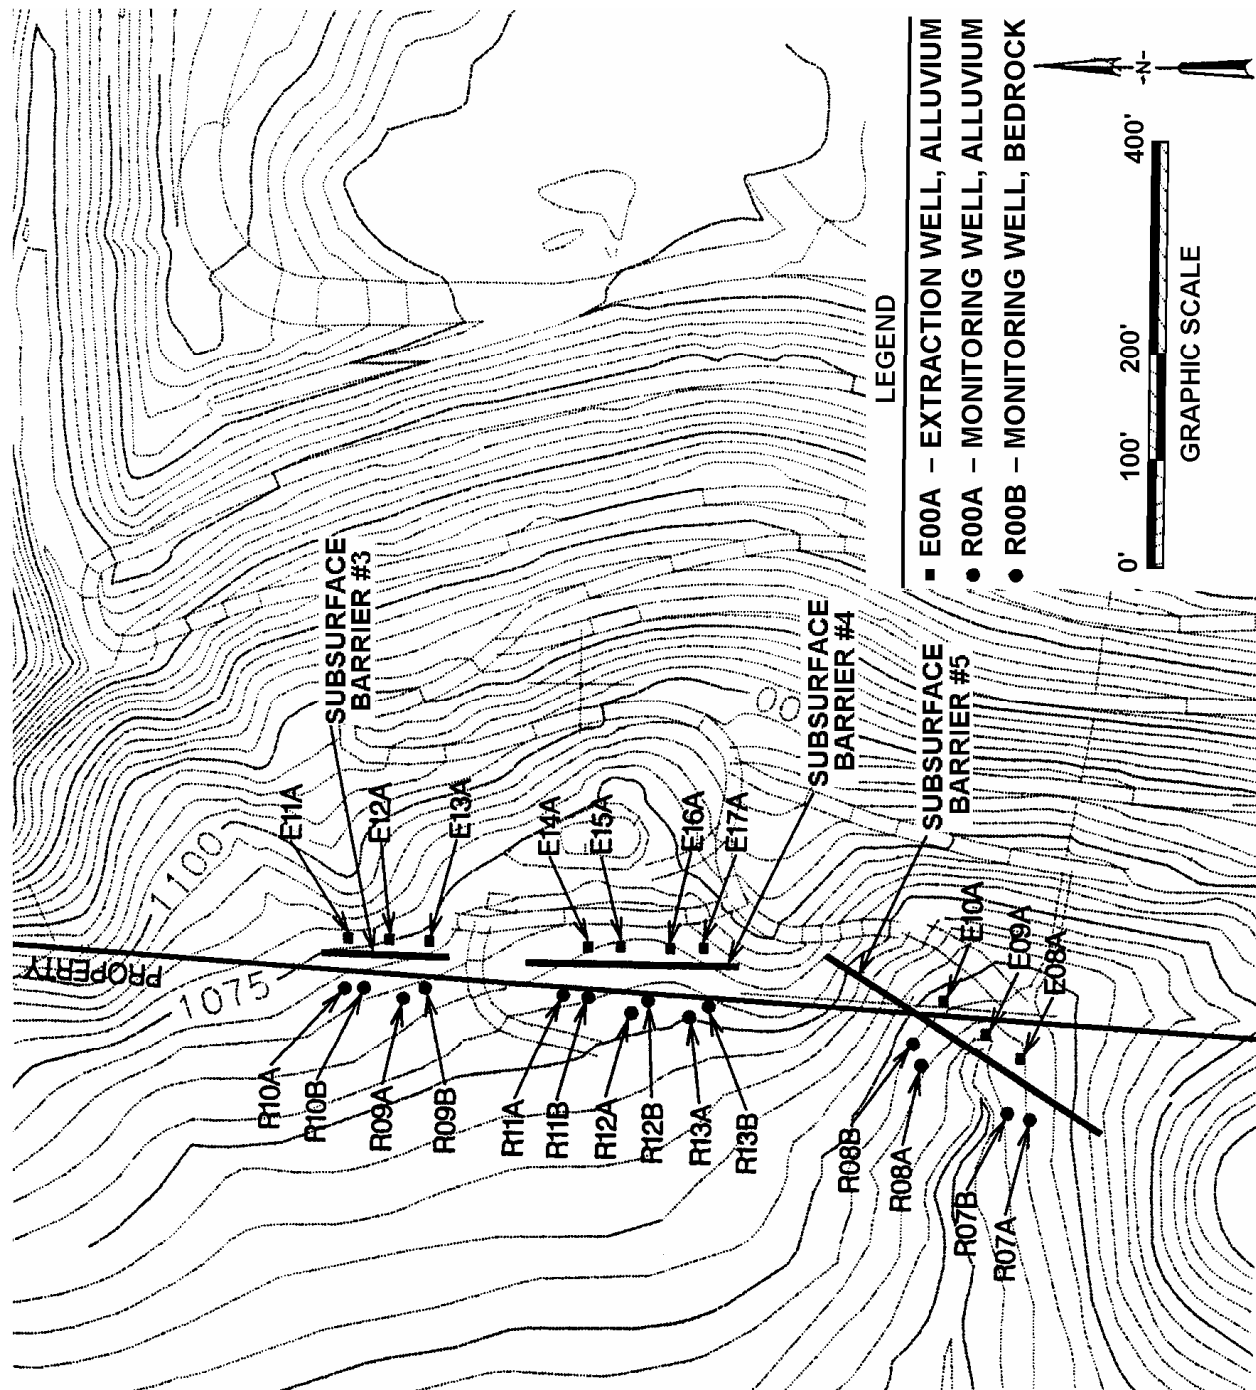 PROPERTY
1100
1075
SUBSURFACE
BARRIER #3
E11A
E12A
E13A
E14A
E15A
E16A
E17A
SUBSURFACE
BARRIER #4
SUBSURFACE
BARRIER #5
E10A
E09A
E08A
R10A
R10B
R09A
R09B
R11A
R11B
R12A
R12B
R13A
R13B
R08B
R08A
R07B
R07A
LEGEND
E00A – EXTRACTION WELL, ALLUVIUM
R00A – MONITORING WELL, ALLUVIUM
R00B – MONITORING WELL, BEDROCK
-N-
0' 100' 200' 400'
GRAPHIC SCALE